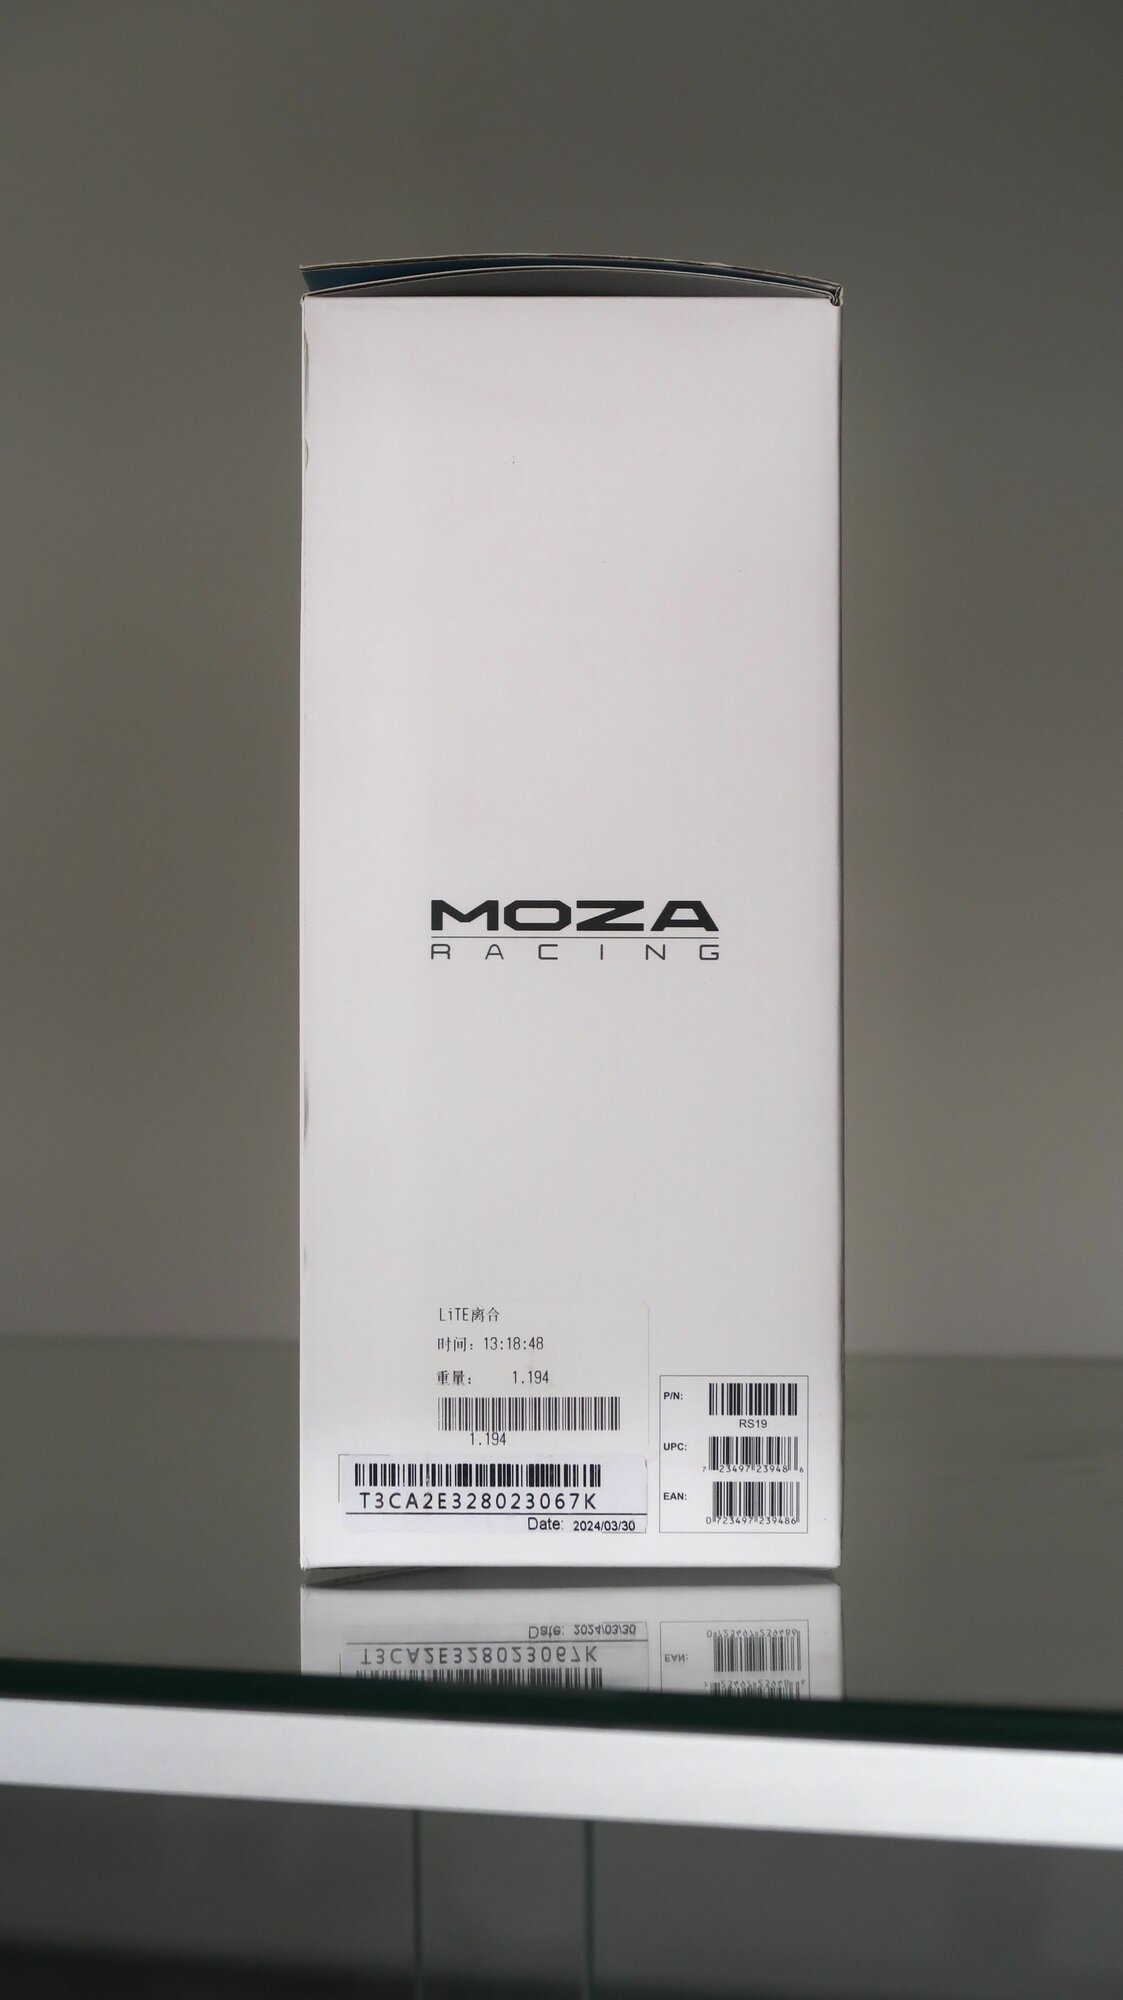 MOZA
RACING
LiTE离合
时间: 13:18:48
重量: 1.194
1.194
T3CA2E328023067K
Date: 2024/03/30
P/N:
RS19
UPC:
7 23497 23948 6
EAN:
0 723497 239486